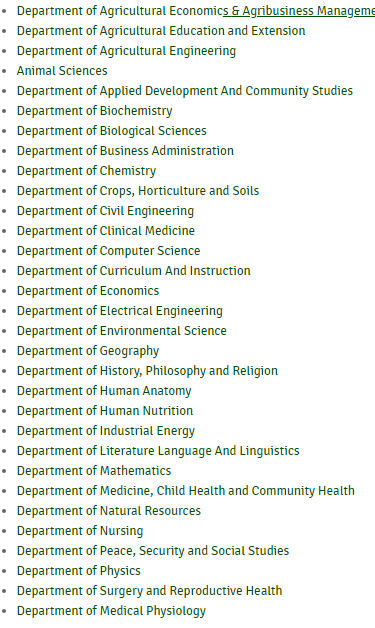 Department of Agricultural Economics & Agribusiness Manageme
Department of Agricultural Education and Extension
Department of Agricultural Engineering
Animal Sciences
Department of Applied Development And Community Studies
Department of Biochemistry
Department of Biological Sciences
Department of Business Administration
Department of Chemistry
Department of Crops, Horticulture and Soils
Department of Civil Engineering
Department of Clinical Medicine
Department of Computer Science
Department of Curriculum And Instruction
Department of Economics
Department of Electrical Engineering
Department of Environmental Science
Department of Geography
Department of History, Philosophy and Religion
Department of Human Anatomy
Department of Human Nutrition
Department of Industrial Energy
Department of Literature Language And Linguistics
Department of Mathematics
Department of Medicine, Child Health and Community Health
Department of Natural Resources
Department of Nursing
Department of Peace, Security and Social Studies
Department of Physics
Department of Surgery and Reproductive Health
Department of Medical Physiology